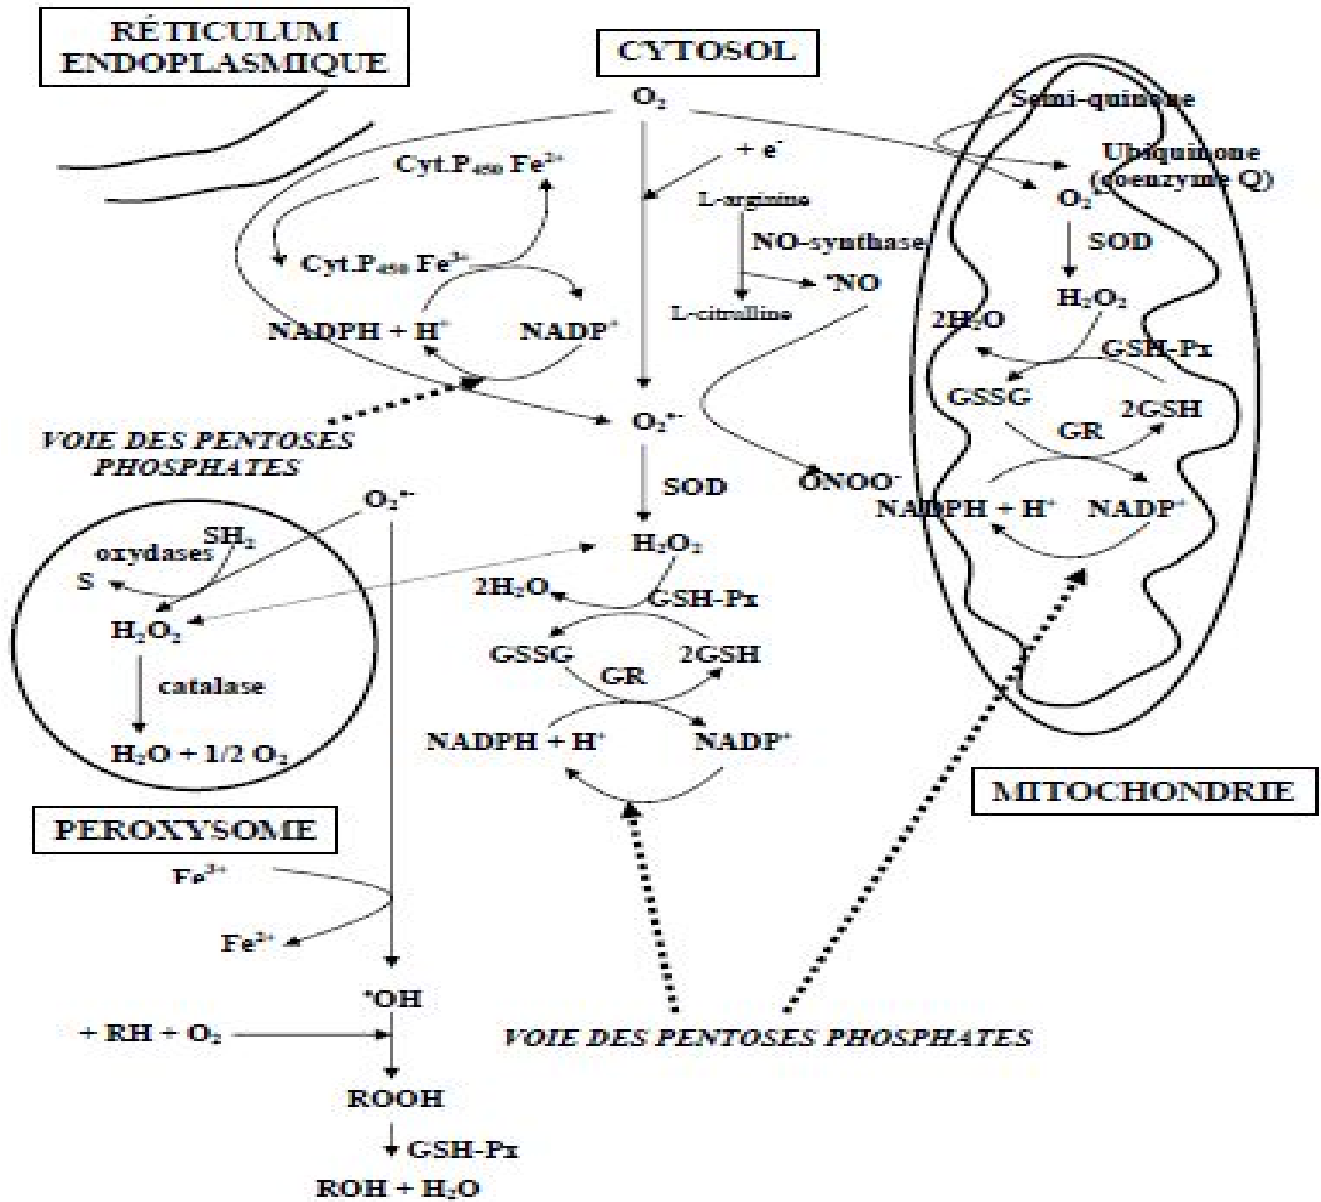 RÉTICULUM
ENDOPLASMIQUE
CYTOSOL
O₂
Semi-quinone
Cyt.P₄₅₀ Fe²⁺
+ e⁻
Ubiquinone
(coenzyme Q)
L-arginine
O₂
NO-synthase
SOD
Cyt.P₄₅₀ Fe³⁺
•NO
H₂O₂
L-citrulline
2H₂O
NADPH + H⁺
NADP⁺
GSH-Px
GSSG
2GSH
O₂•⁻
GR
VOIE DES PENTOSES
PHOSPHATES
ONOO⁻
SOD
NADPH + H⁺
NADP⁺
O₂•⁻
SH₂
oxydases
S
H₂O₂
2H₂O
GSH-Px
H₂O₂
GSSG
2GSH
GR
catalase
NADPH + H⁺
NADP⁺
H₂O + 1/2 O₂
MITOCHONDRIE
PEROXYSOME
Fe³⁺
Fe²⁺
•OH
+ RH + O₂
VOIE DES PENTOSES PHOSPHATES
ROOH
GSH-Px
ROH + H₂O